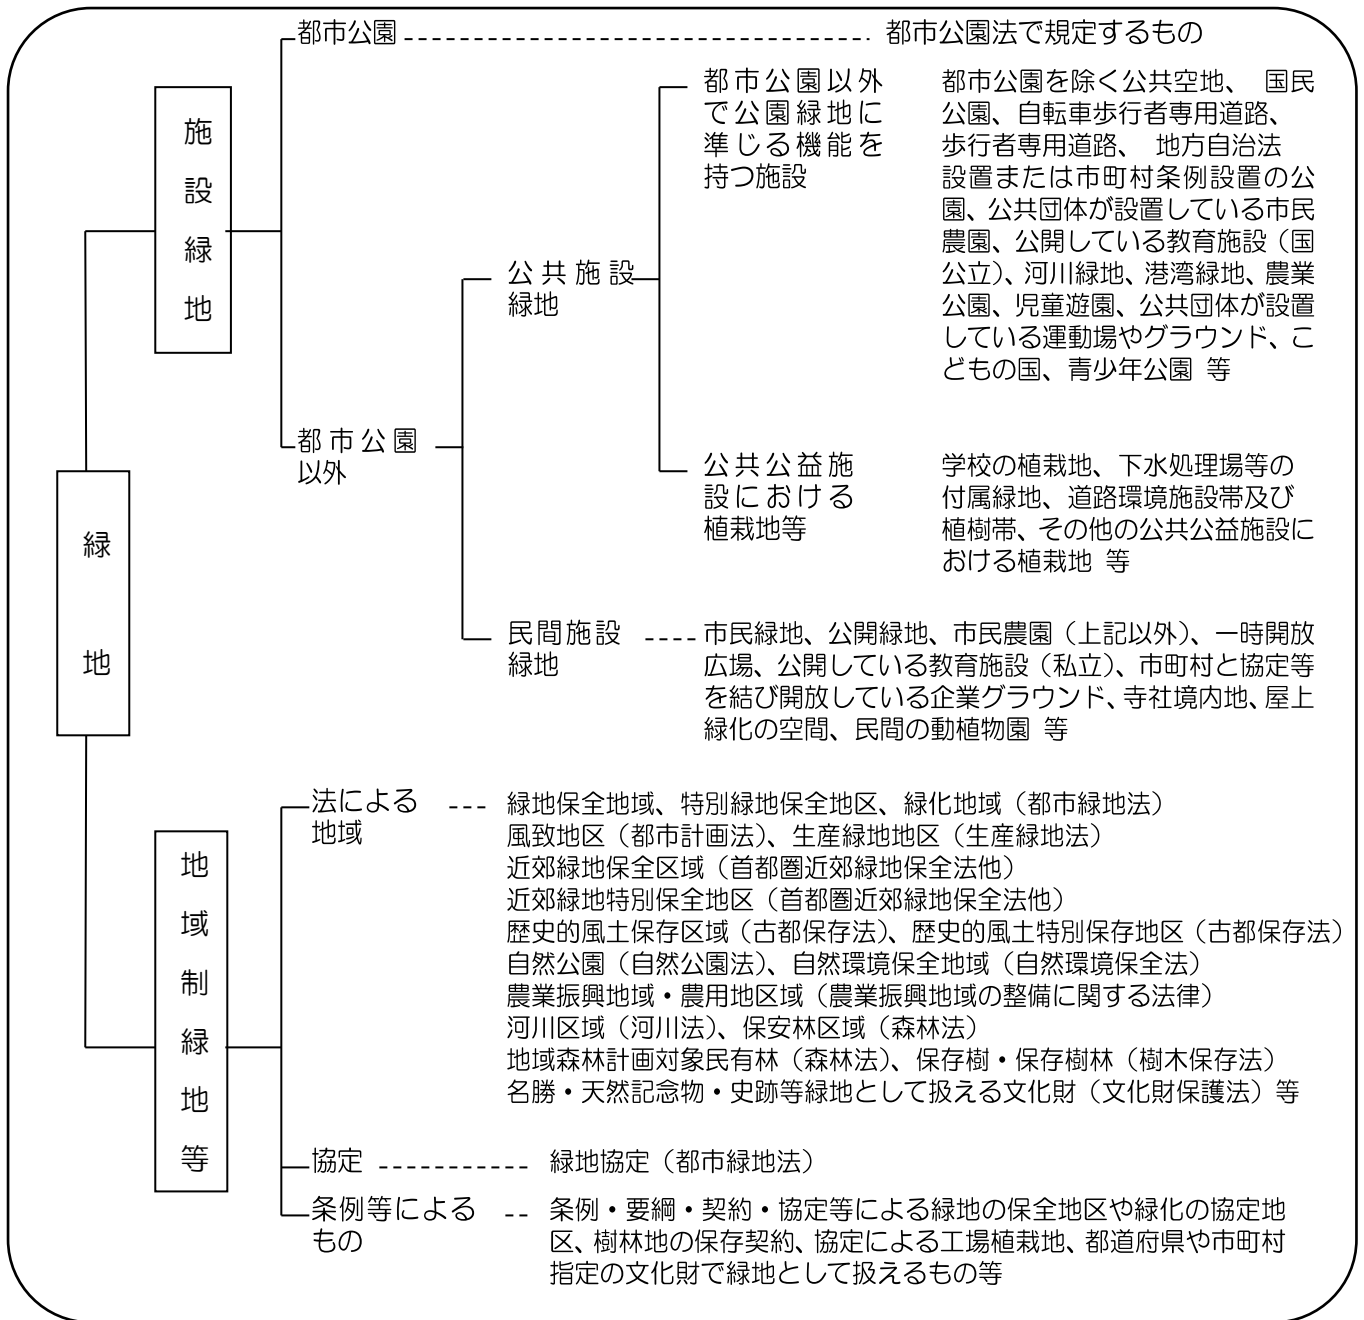 緑地
施設緑地
都市公園
都市公園法で規定するもの
都市公園
以外
公共施設
緑地
都市公園以外
で公園緑地に
準じる機能を
持つ施設
都市公園を除く公共空地、 国民
公園、自転車歩行者専用道路、
歩行者専用道路、 地方自治法
設置または市町村条例設置の公
園、公共団体が設置している市民
農園、公開している教育施設（国
公立）、河川緑地、港湾緑地、農業
公園、児童遊園、公共団体が設置
している運動場やグラウンド、こ
どもの国、青少年公園 等
公共公益施
設における
植栽地等
学校の植栽地、下水処理場等の
付属緑地、道路環境施設帯及び
植樹帯、その他の公共公益施設に
おける植栽地 等
民間施設
緑地
市民緑地、公開緑地、市民農園（上記以外）、一時開放
広場、公開している教育施設（私立）、市町村と協定等
を結び開放している企業グラウンド、寺社境内地、屋上
緑化の空間、民間の動植物園 等
地域制緑地等
法による
地域
緑地保全地域、特別緑地保全地区、緑化地域（都市緑地法）
風致地区（都市計画法）、生産緑地地区（生産緑地法）
近郊緑地保全区域（首都圏近郊緑地保全法他）
近郊緑地特別保全地区（首都圏近郊緑地保全法他）
歴史的風土保存区域（古都保存法）、歴史的風土特別保存地区（古都保存法）
自然公園（自然公園法）、自然環境保全地域（自然環境保全法）
農業振興地域・農用地区域（農業振興地域の整備に関する法律）
河川区域（河川法）、保安林区域（森林法）
地域森林計画対象民有林（森林法）、保存樹・保存樹林（樹木保存法）
名勝・天然記念物・史跡等緑地として扱える文化財（文化財保護法）等
協定
緑地協定（都市緑地法）
条例等による
もの
条例・要綱・契約・協定等による緑地の保全地区や緑化の協定地
区、樹林地の保存契約、協定による工場植栽地、都道府県や市町村
指定の文化財で緑地として扱えるもの等